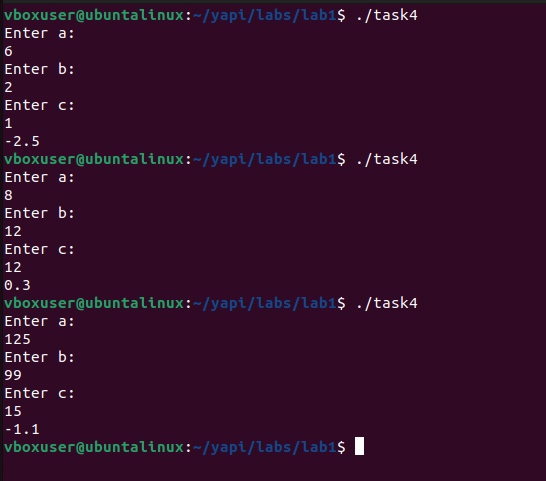 vboxuser@ubuntalinux:~/yapi/labs/lab1$ ./task4
Enter a:
6
Enter b:
2
Enter c:
1
-2.5
vboxuser@ubuntalinux:~/yapi/labs/lab1$ ./task4
Enter a:
8
Enter b:
12
Enter c:
12
0.3
vboxuser@ubuntalinux:~/yapi/labs/lab1$ ./task4
Enter a:
125
Enter b:
99
Enter c:
15
-1.1
vboxuser@ubuntalinux:~/yapi/labs/lab1$